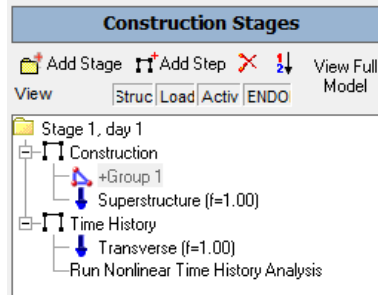 Construction Stages
Add Stage Add Step View Full Model
View Struc Load Activ ENDO
Stage 1, day 1
Construction
+Group 1
Superstructure (f=1.00)
Time History
Transverse (f=1.00)
Run Nonlinear Time History Analysis